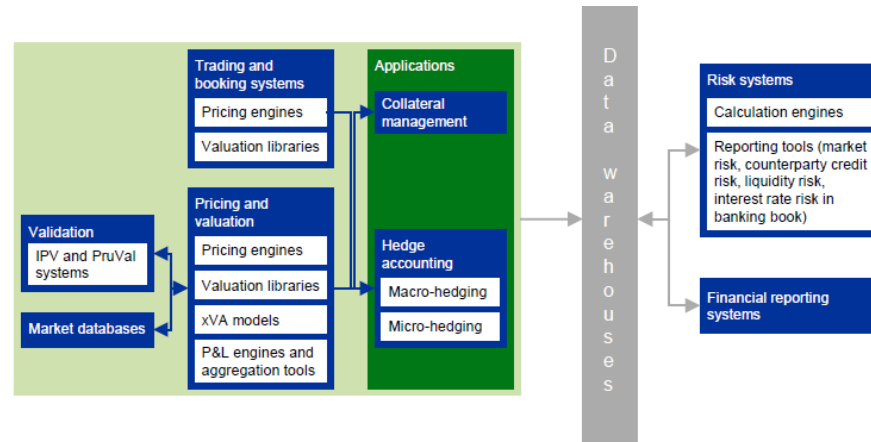 Trading and
booking systems
Pricing engines
Valuation libraries
Applications
Collateral
management
Pricing and
valuation
Pricing engines
Valuation libraries
xVA models
P&L engines and
aggregation tools
Validation
IPV and PruVal
systems
Market databases
Hedge
accounting
Macro-hedging
Micro-hedging
Data warehouses
Risk systems
Calculation engines
Reporting tools (market
risk, counterparty credit
risk, liquidity risk,
interest rate risk in
banking book)
Financial reporting
systems